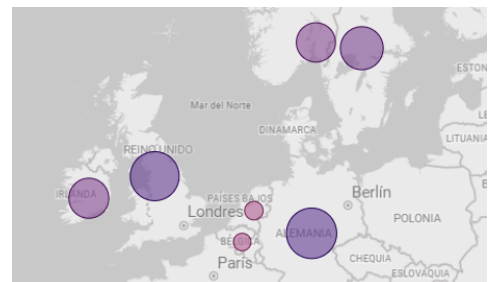 ESTON
Mar del Norte
LE
DINAMARCA
LITUANIA
REINO UNIDO
B
IRLANDA
PAÍSES BAJOS
Berlín
Londres
POLONIA
ALEMANIA
BÉLGICA
CHEQUIA
París
ESLOVAQUIA